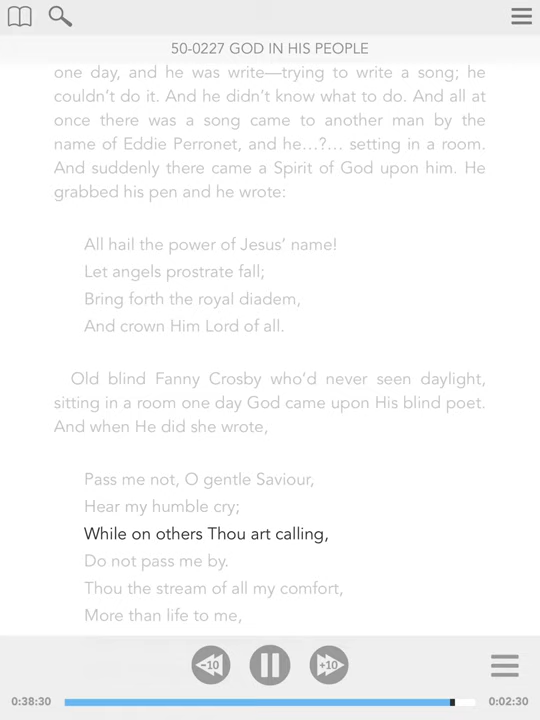 50-0227 GOD IN HIS PEOPLE
one day, and he was write—trying to write a song; he
couldn't do it. And he didn't know what to do. And all at
once there was a song came to another man by the
name of Eddie Perronet, and he…?… setting in a room.
And suddenly there came a Spirit of God upon him. He
grabbed his pen and he wrote:
All hail the power of Jesus' name!
Let angels prostrate fall;
Bring forth the royal diadem,
And crown Him Lord of all.
Old blind Fanny Crosby who'd never seen daylight,
sitting in a room one day God came upon His blind poet.
And when He did she wrote,
Pass me not, O gentle Saviour,
Hear my humble cry;
While on others Thou art calling,
Do not pass me by.
Thou the stream of all my comfort,
More than life to me,
-10 +10
0:38:30 0:02:30